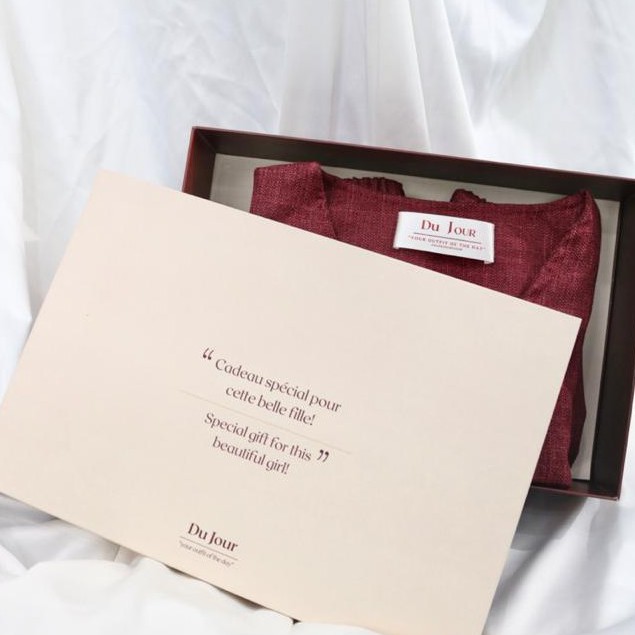 Du Jour
"YOUR OUTFIT OF THE DAY"
“ Cadeau spécial pour
cette belle fille!
Special gift for this
beautiful girl! ”
Du Jour
"your outfit of the day"